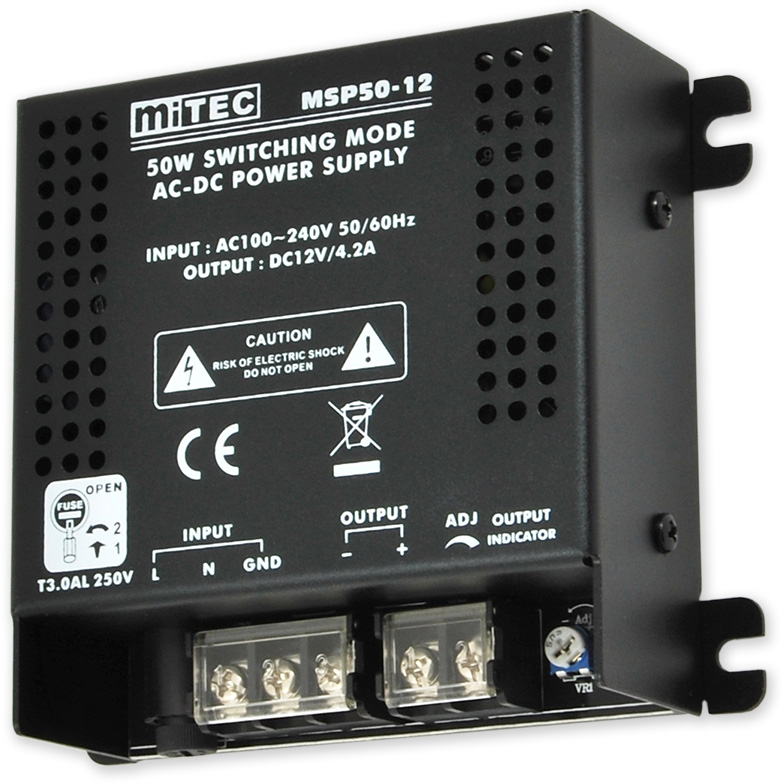 miTEC MSP50-12
50W SWITCHING MODE
AC-DC POWER SUPPLY
INPUT : AC100~240V 50/60Hz
OUTPUT : DC12V/4.2A
CAUTION
RISK OF ELECTRIC SHOCK
DO NOT OPEN
CE
OPEN
FUSE
2
1
T3.0AL 250V
INPUT
L N GND
OUTPUT
- +
ADJ OUTPUT
INDICATOR
- Adj
VR1